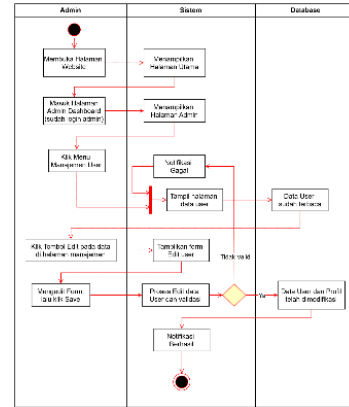 Admin
Sistem
Database
Membuka Halaman
Website
Menampilkan
Halaman Utama
Masuk Halaman
Admin Dashboard
(sudah login admin)
Menampilkan
Halaman Admin
Klik Menu
Manajemen User
Notifikasi
Gagal
Tampil halaman
data user
Data User
sudah terbaca
Klik Tombol Edit pada data
di halaman manajemen
Tampilkan form
Edit user
Tidak valid
Mengedit Form
lalu klik Save
Proses Edit data
User dan validasi
Ya
Data User dan Profil
telah dimodifikasi
Notifikasi
Berhasil